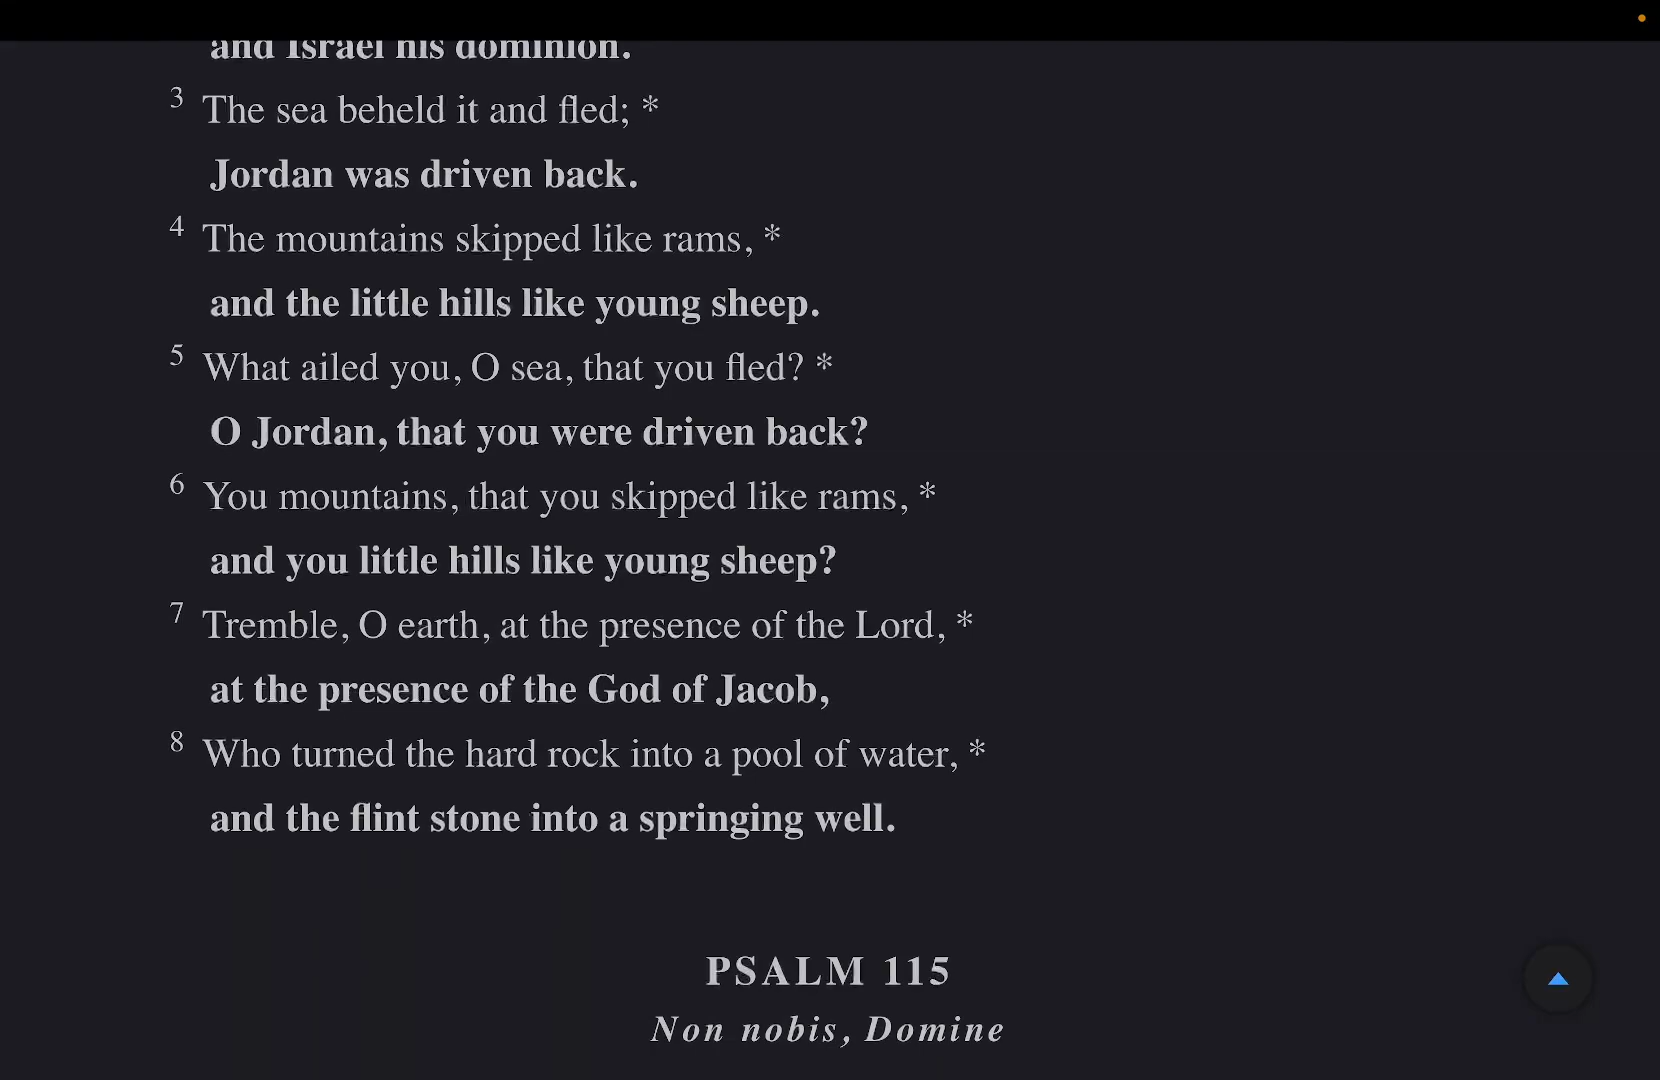 and Israel his dominion.
3 The sea beheld it and fled; *
Jordan was driven back.
4 The mountains skipped like rams, *
and the little hills like young sheep.
5 What ailed you, O sea, that you fled? *
O Jordan, that you were driven back?
6 You mountains, that you skipped like rams, *
and you little hills like young sheep?
7 Tremble, O earth, at the presence of the Lord, *
at the presence of the God of Jacob,
8 Who turned the hard rock into a pool of water, *
and the flint stone into a springing well.
PSALM 115
Non nobis, Domine